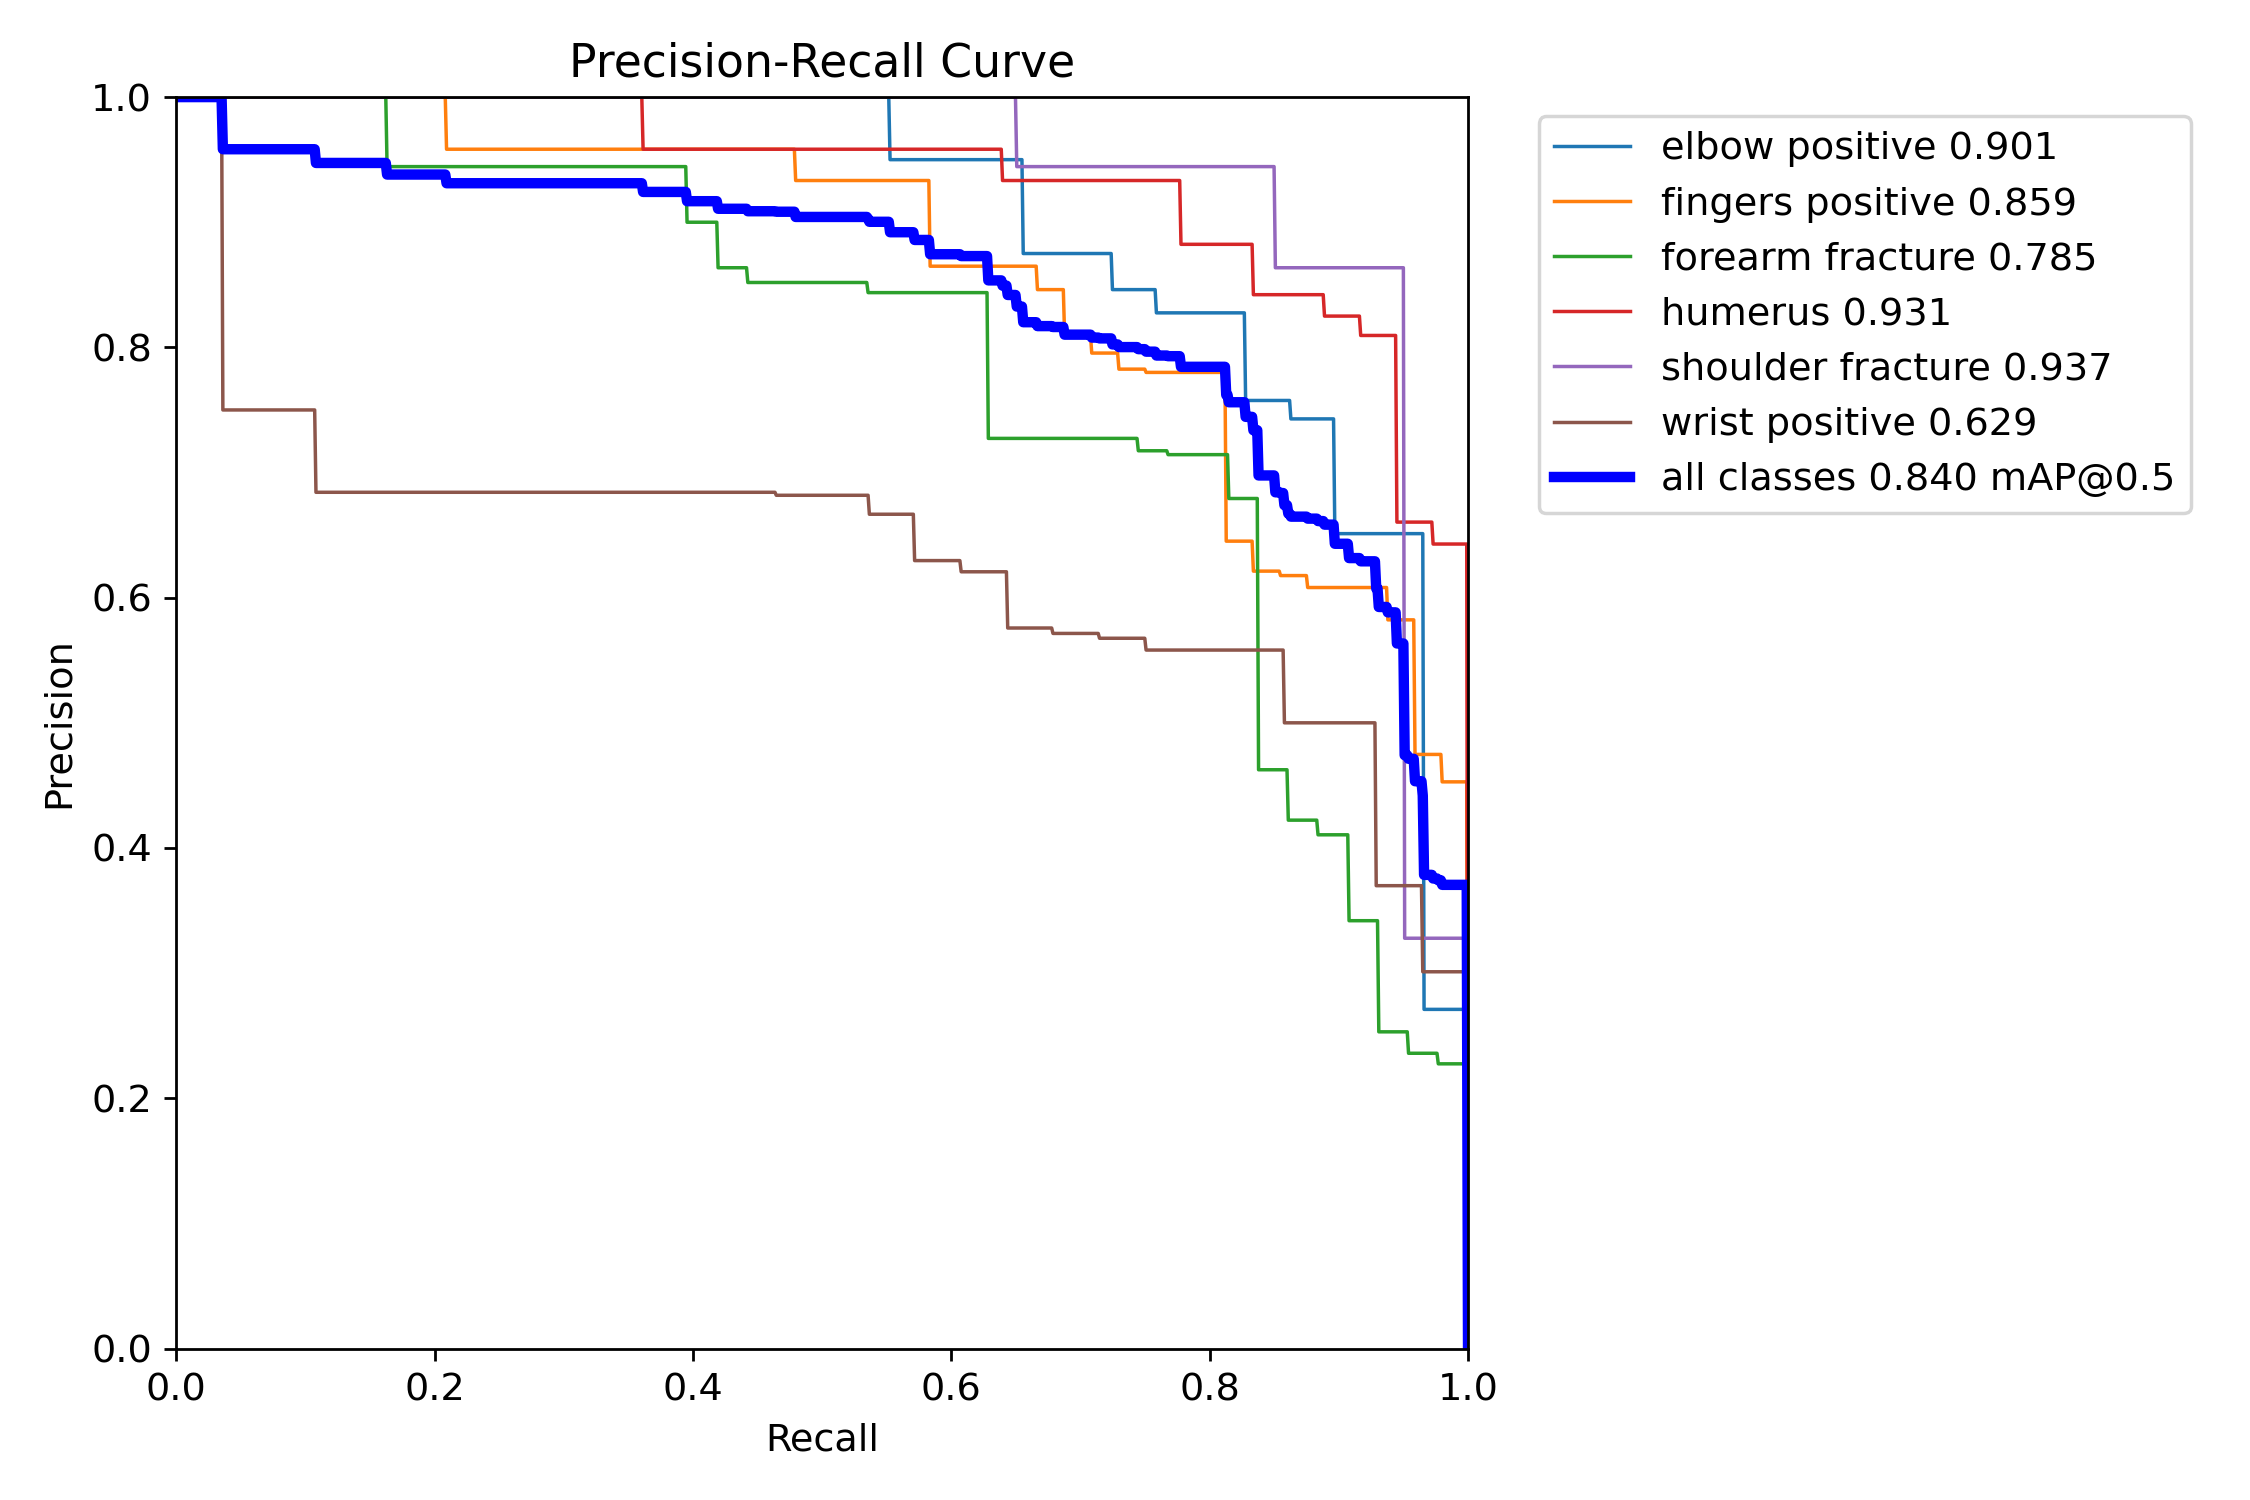 Precision-Recall Curve
1.0
0.8
0.6
0.4
0.2
0.0
Precision
0.0 0.2 0.4 0.6 0.8 1.0
Recall
elbow positive 0.901
fingers positive 0.859
forearm fracture 0.785
humerus 0.931
shoulder fracture 0.937
wrist positive 0.629
all classes 0.840 mAP@0.5